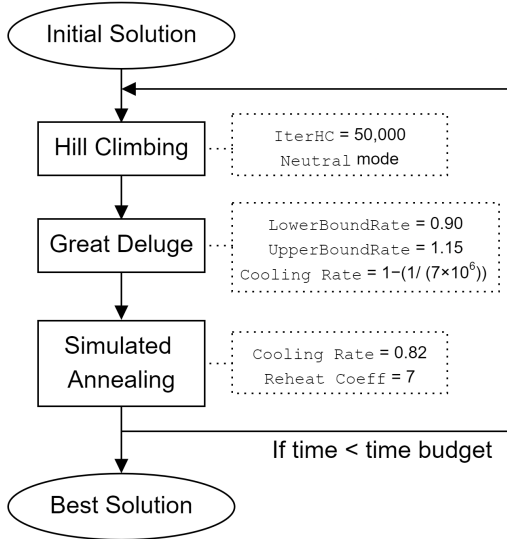 Initial Solution
Hill Climbing
IterHC = 50,000
Neutral mode
Great Deluge
LowerBoundRate = 0.90
UpperBoundRate = 1.15
Cooling Rate = 1−(1/ (7×10⁶))
Simulated
Annealing
Cooling Rate = 0.82
Reheat Coeff = 7
If time < time budget
Best Solution